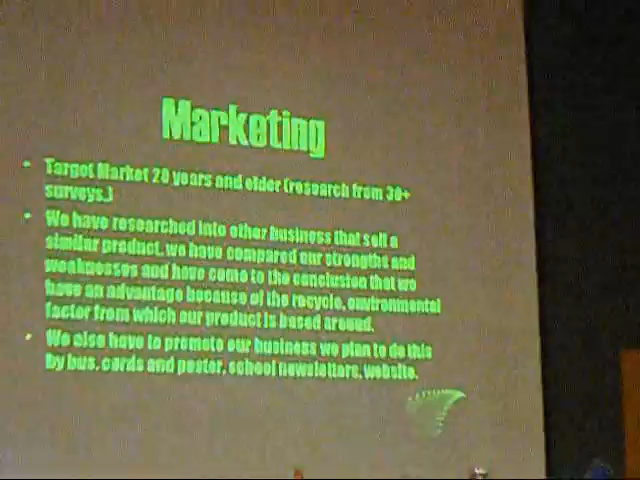 Marketing
• Target Market 20 years and older (research from 30+
surveys.)
• We have researched into other business that sell a
similar product, we have compared our strengths and
weaknesses and have come to the conclusion that we
have an advantage because of the recycle, environmental
factor from which our product is based around.
• We also have to promote our business we plan to do this
by bus. cards and poster, school newsletters, website.